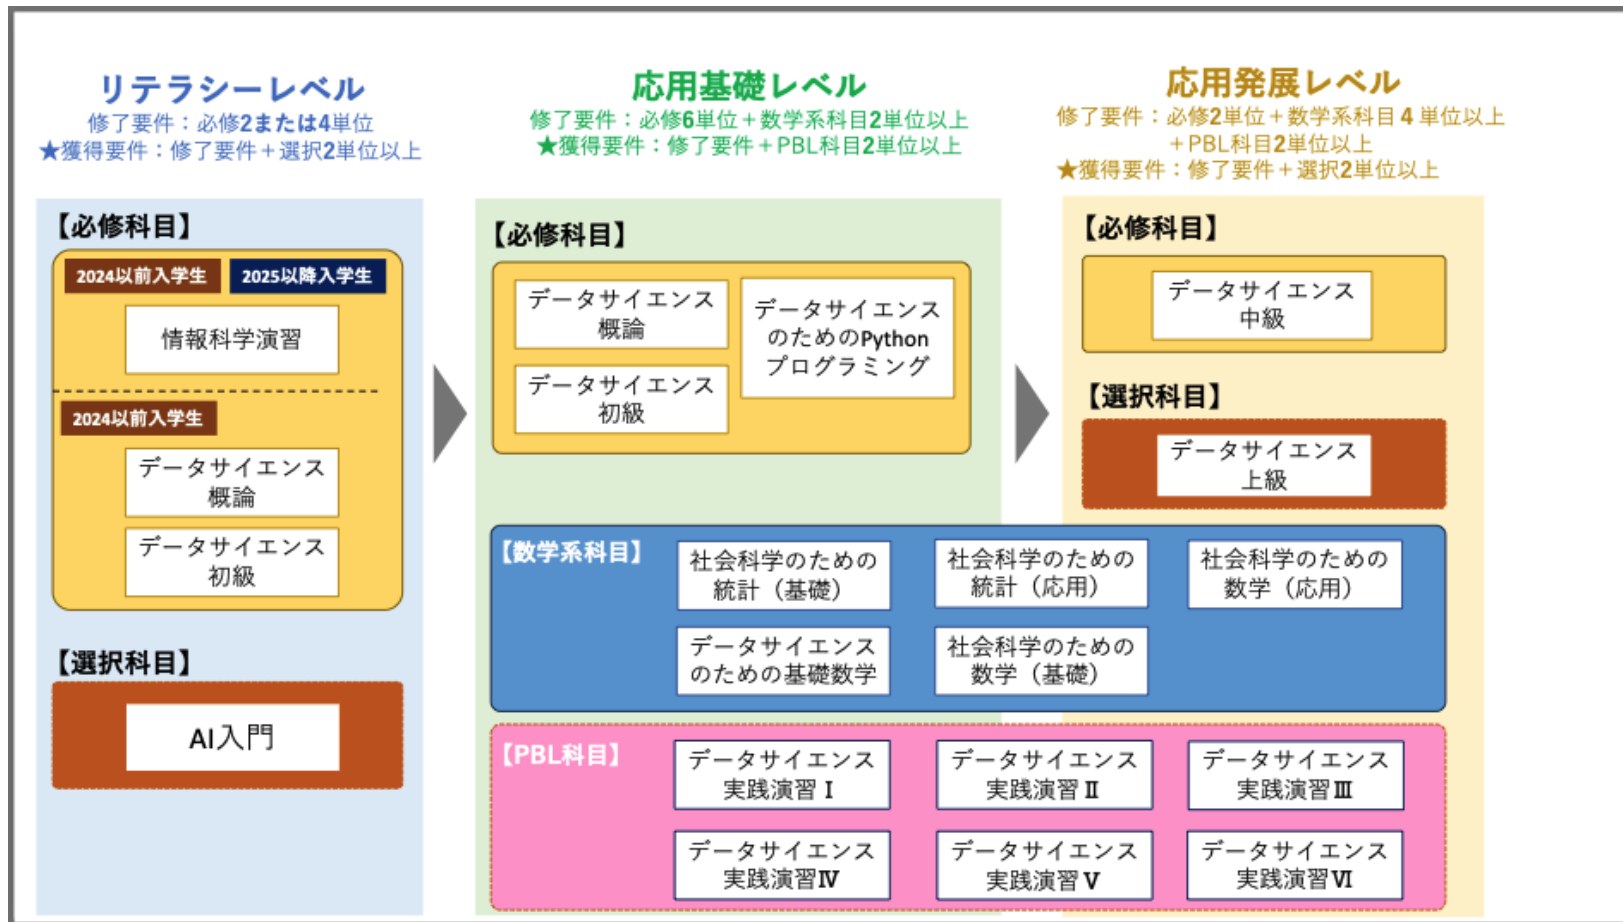 リテラシーレベル
修了要件：必修2または4単位
★獲得要件：修了要件＋選択2単位以上
【必修科目】
2024以前入学生
2025以降入学生
情報科学演習
2024以前入学生
データサイエンス
概論
データサイエンス
初級
【選択科目】
AI入門
応用基礎レベル
修了要件：必修6単位＋数学系科目2単位以上
★獲得要件：修了要件＋PBL科目2単位以上
【必修科目】
データサイエンス
概論
データサイエンス
初級
データサイエンス
のためのPython
プログラミング
応用発展レベル
修了要件：必修2単位＋数学系科目４単位以上
＋PBL科目2単位以上
★獲得要件：修了要件＋選択2単位以上
【必修科目】
データサイエンス
中級
【選択科目】
データサイエンス
上級
【数学系科目】
社会科学のための
統計（基礎）
社会科学のための
統計（応用）
社会科学のための
数学（応用）
データサイエンス
のための基礎数学
社会科学のための
数学（基礎）
【PBL科目】
データサイエンス
実践演習Ⅰ
データサイエンス
実践演習Ⅱ
データサイエンス
実践演習Ⅲ
データサイエンス
実践演習Ⅳ
データサイエンス
実践演習Ⅴ
データサイエンス
実践演習Ⅵ